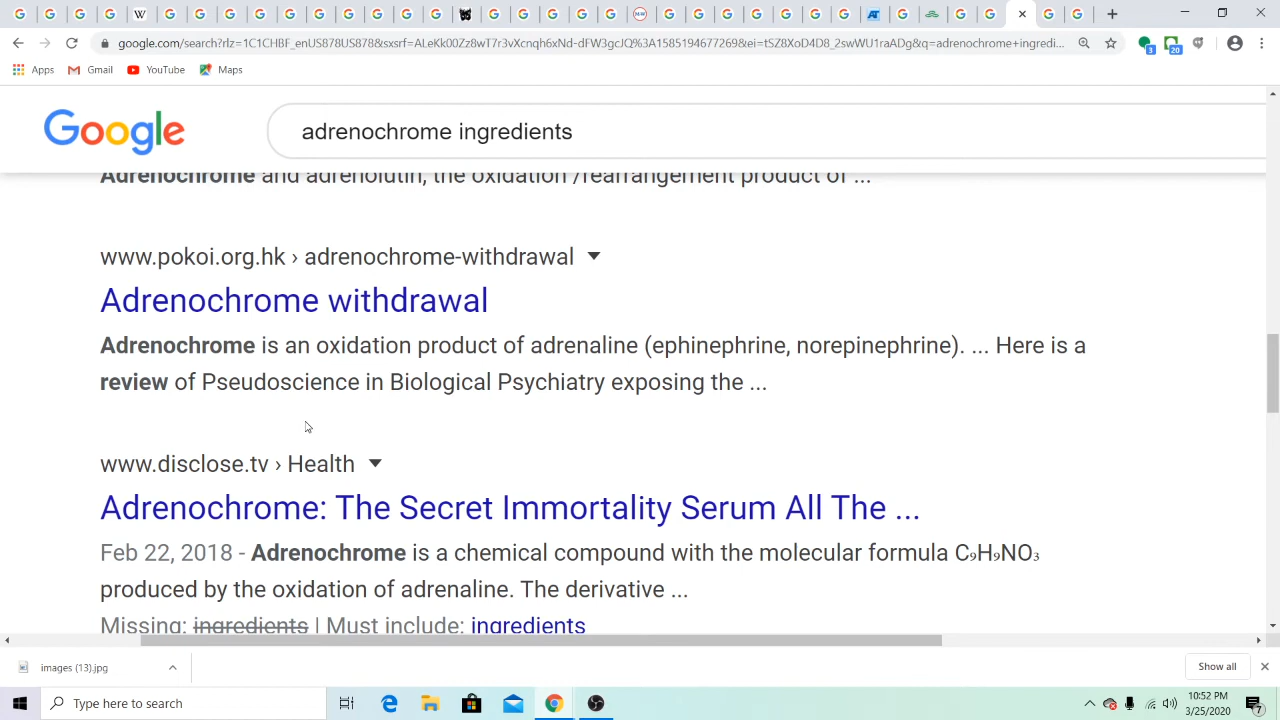 google.com/search?rlz=1C1CHBF_enUS878US878&sxsrf=ALeKk00ZsIwT7r3vXcnqh6xNd-dFW3gcJQ%3A1585194677269&ei=tSZ8XoD4D8_2swWU1raADg&q=adrenochrome+ingredi...
3
20
Apps
Gmail
YouTube
Maps
Google
adrenochrome ingredients
Adrenochrome and adrenolutin, the oxidation /rearrangement product of ...
www.pokoi.org.hk › adrenochrome-withdrawal
Adrenochrome withdrawal
Adrenochrome is an oxidation product of adrenaline (ephinephrine, norepinephrine). ... Here is a
review of Pseudoscience in Biological Psychiatry exposing the ...
www.disclose.tv › Health
Adrenochrome: The Secret Immortality Serum All The ...
Feb 22, 2018 - Adrenochrome is a chemical compound with the molecular formula C₉H₉NO₃
produced by the oxidation of adrenaline. The derivative ...
Missing: ingredients | Must include: ingredients
images (13).jpg
Show all
Type here to search
10:52 PM
3/25/2020
7